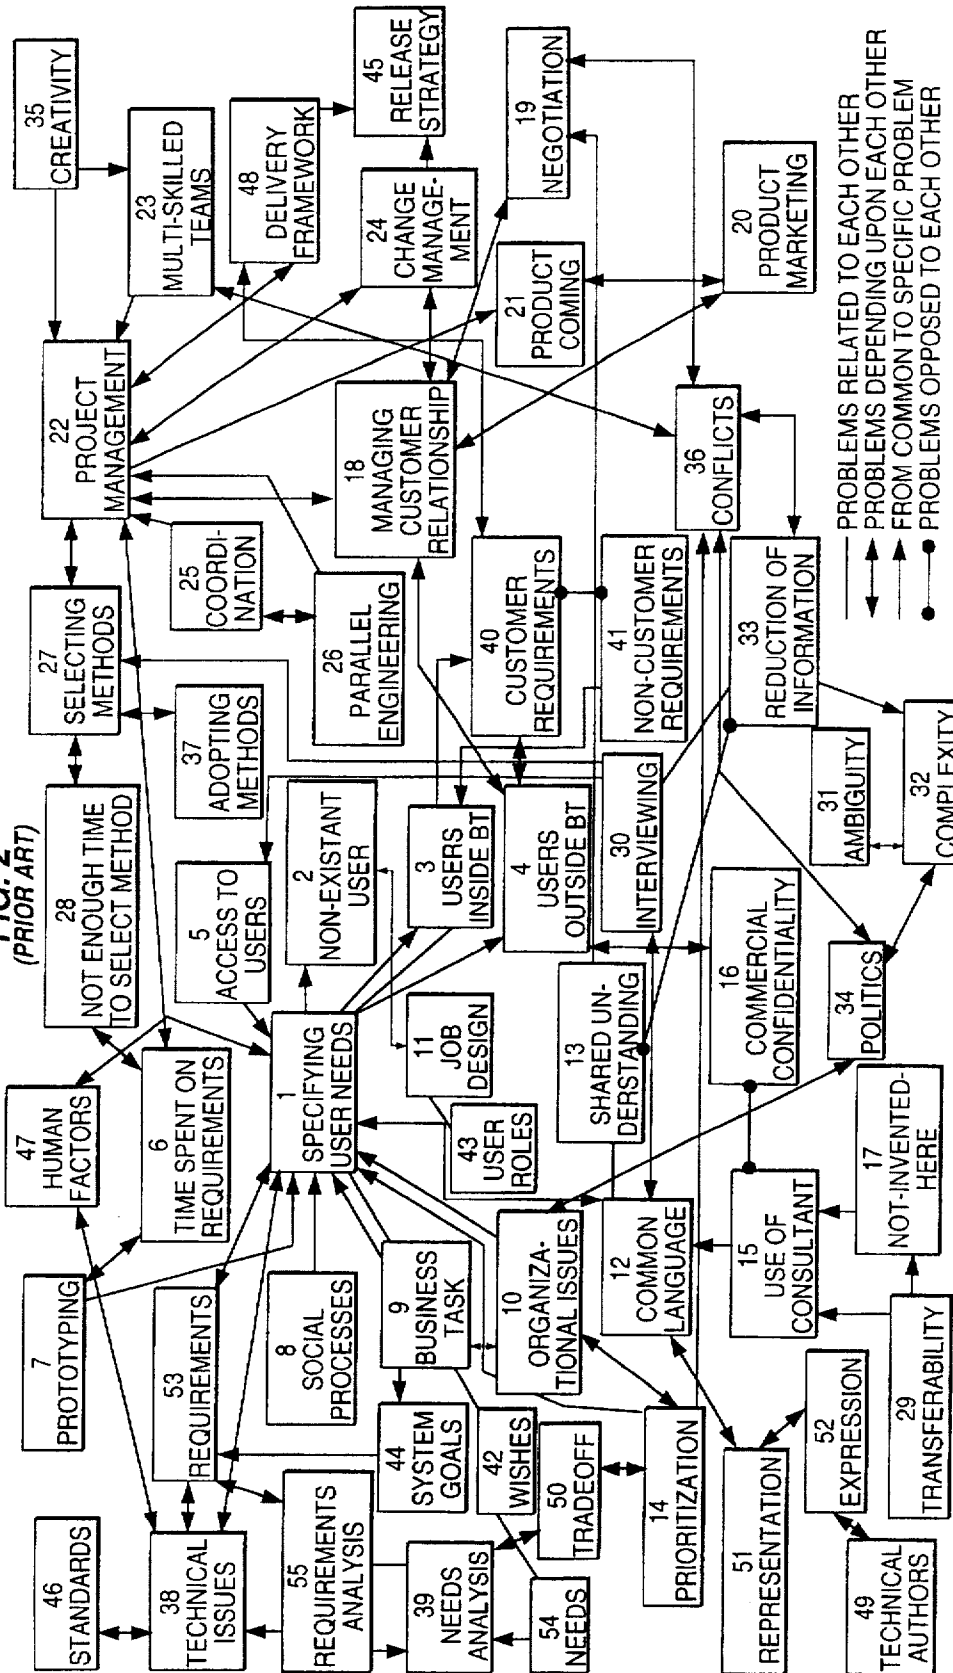 FIG. 2
(PRIOR ART)
46
STANDARDS
7
PROTOTYPING
47
HUMAN
FACTORS
28
NOT ENOUGH TIME
TO SELECT METHOD
27
SELECTING
METHODS
22
PROJECT
MANAGEMENT
35
CREATIVITY
38
TECHNICAL
ISSUES
53
REQUIREMENTS
6
TIME SPENT ON
REQUIREMENTS
5
ACCESS TO
USERS
37
ADOPTING
METHODS
25
COORDI-
NATION
23
MULTI-SKILLED
TEAMS
55
REQUIREMENTS
ANALYSIS
8
SOCIAL
PROCESSES
1
SPECIFYING
USER NEEDS
2
NON-EXISTANT
USER
26
PARALLEL
ENGINEERING
18
MANAGING
CUSTOMER
RELATIONSHIP
48
DELIVERY
FRAMEWORK
45
RELEASE
STRATEGY
39
NEEDS
ANALYSIS
44
SYSTEM
GOALS
9
BUSINESS
TASK
11
JOB
DESIGN
3
USERS
INSIDE BT
24
CHANGE
MANAGE-
MENT
54
NEEDS
42
WISHES
43
USER
ROLES
4
USERS
OUTSIDE BT
40
CUSTOMER
REQUIREMENTS
21
PRODUCT
COMING
19
NEGOTIATION
50
TRADEOFF
10
ORGANIZA-
TIONAL ISSUES
13
SHARED UN-
DERSTANDING
30
INTERVIEWING
41
NON-CUSTOMER
REQUIREMENTS
14
PRIORITIZATION
12
COMMON
LANGUAGE
16
COMMERCIAL
CONFIDENTIALITY
36
CONFLICTS
20
PRODUCT
MARKETING
51
REPRESENTATION
15
USE OF
CONSULTANT
33
REDUCTION OF
INFORMATION
52
EXPRESSION
34
POLITICS
31
AMBIGUITY
49
TECHNICAL
AUTHORS
29
TRANSFERABILITY
17
NOT-INVENTED-
HERE
32
COMPLEXITY
PROBLEMS RELATED TO EACH OTHER
PROBLEMS DEPENDING UPON EACH OTHER
FROM COMMON TO SPECIFIC PROBLEM
PROBLEMS OPPOSED TO EACH OTHER